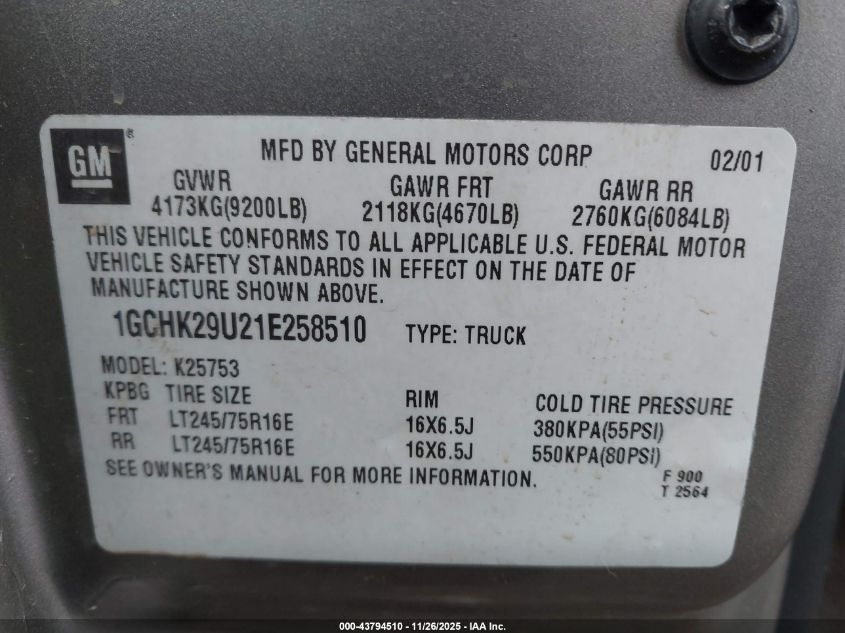 GM ®
MFD BY GENERAL MOTORS CORP 02/01
GVWR GAWR FRT GAWR RR
4173KG(9200LB) 2118KG(4670LB) 2760KG(6084LB)
THIS VEHICLE CONFORMS TO ALL APPLICABLE U.S. FEDERAL MOTOR
VEHICLE SAFETY STANDARDS IN EFFECT ON THE DATE OF
MANUFACTURE SHOWN ABOVE.
1GCHK29U21E258510 TYPE: TRUCK
MODEL: K25753
KPBG TIRE SIZE RIM COLD TIRE PRESSURE
FRT LT245/75R16E 16X6.5J 380KPA(55PSI)
RR LT245/75R16E 16X6.5J 550KPA(80PSI)
SEE OWNER'S MANUAL FOR MORE INFORMATION.
F 900
T 2564
000-43794510 - 11/26/2025 - IAA Inc.